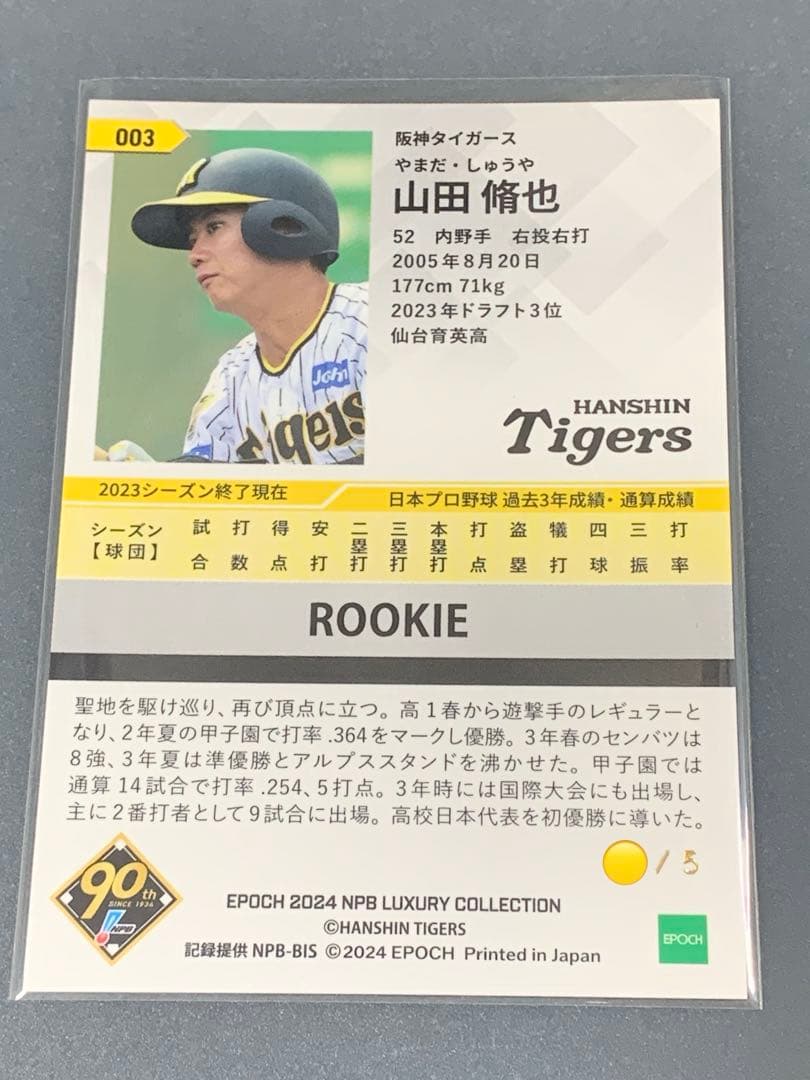 003
阪神タイガース
やまだ・しゅうや
山田 脩也
52 内野手 右投右打
2005年8月20日
177cm 71kg
2023年ドラフト3位
仙台育英高
John
Tigers
HANSHIN
Tigers
2023シーズン終了現在
日本プロ野球 過去3年成績・通算成績
シーズン【球団】 試合 打数 得点 安打 二塁打 三塁打 本塁打 打点 盗塁 犠打 四球 三振 打率
ROOKIE
聖地を駆け巡り、再び頂点に立つ。高1春から遊撃手のレギュラーと
なり、2年夏の甲子園で打率.364をマークし優勝。3年春のセンバツは
8強、3年夏は準優勝とアルプススタンドを沸かせた。甲子園では
通算14試合で打率.254、5打点。3年時には国際大会にも出場し、
主に2番打者として9試合に出場。高校日本代表を初優勝に導いた。
/5
90th
SINCE 1934
NPB
EPOCH 2024 NPB LUXURY COLLECTION
©HANSHIN TIGERS
記録提供 NPB-BIS ©2024 EPOCH Printed in Japan
EPOCH